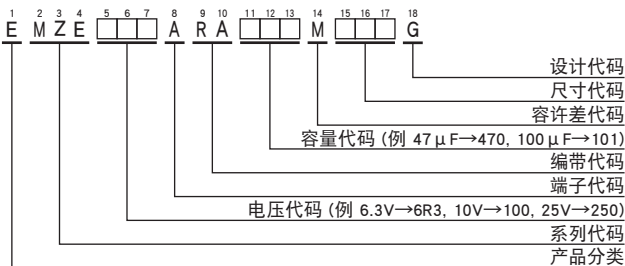 1 2 3 4 5 6 7 8 9 10 11 12 13 14 15 16 17 18
E M Z E □□□ A R A □□□ M □□□ G
设计代码
尺寸代码
容许差代码
容量代码 (例 47μF→470, 100μF→101)
编带代码
端子代码
电压代码 (例 6.3V→6R3, 10V→100, 25V→250)
系列代码
产品分类